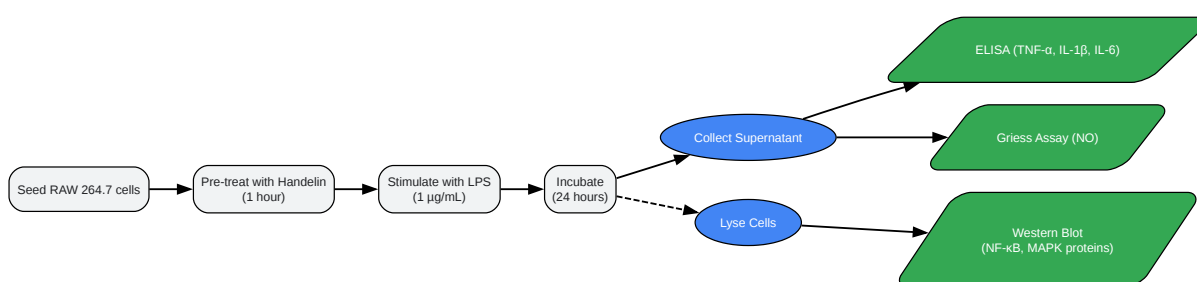 Seed RAW 264.7 cells
Pre-treat with Handelin
(1 hour)
Stimulate with LPS
(1 µg/mL)
Incubate
(24 hours)
Collect Supernatant
Lyse Cells
ELISA (TNF-α, IL-1β, IL-6)
Griess Assay (NO)
Western Blot
(NF-κB, MAPK proteins)